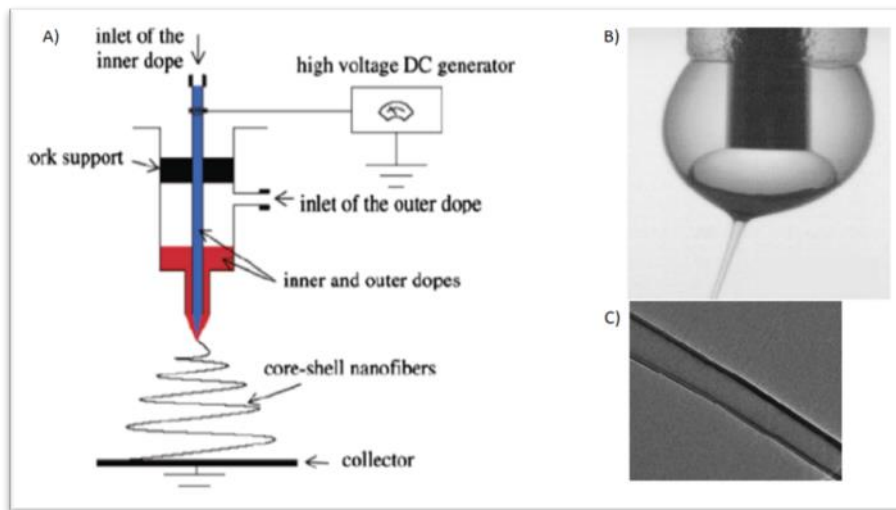 A)
inlet of the
inner dope
high voltage DC generator
cork support
inlet of the outer dope
inner and outer dopes
core-shell nanofibers
collector
B)
C)